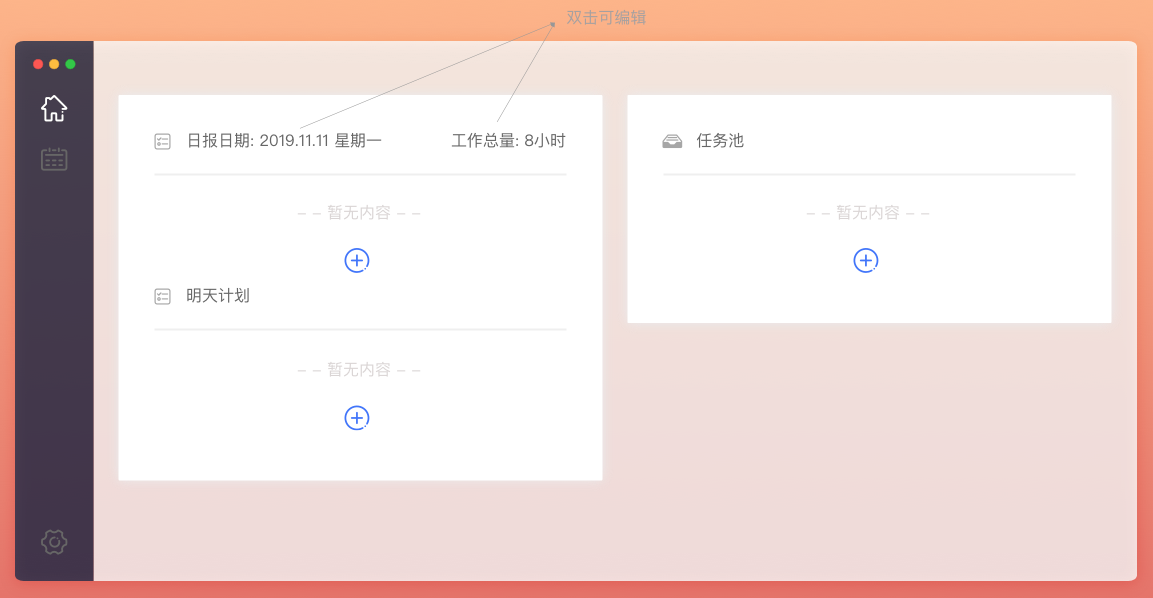 双击可编辑
日报日期: 2019.11.11 星期一
工作总量: 8小时
– – 暂无内容 – –
明天计划
– – 暂无内容 – –
任务池
– – 暂无内容 – –